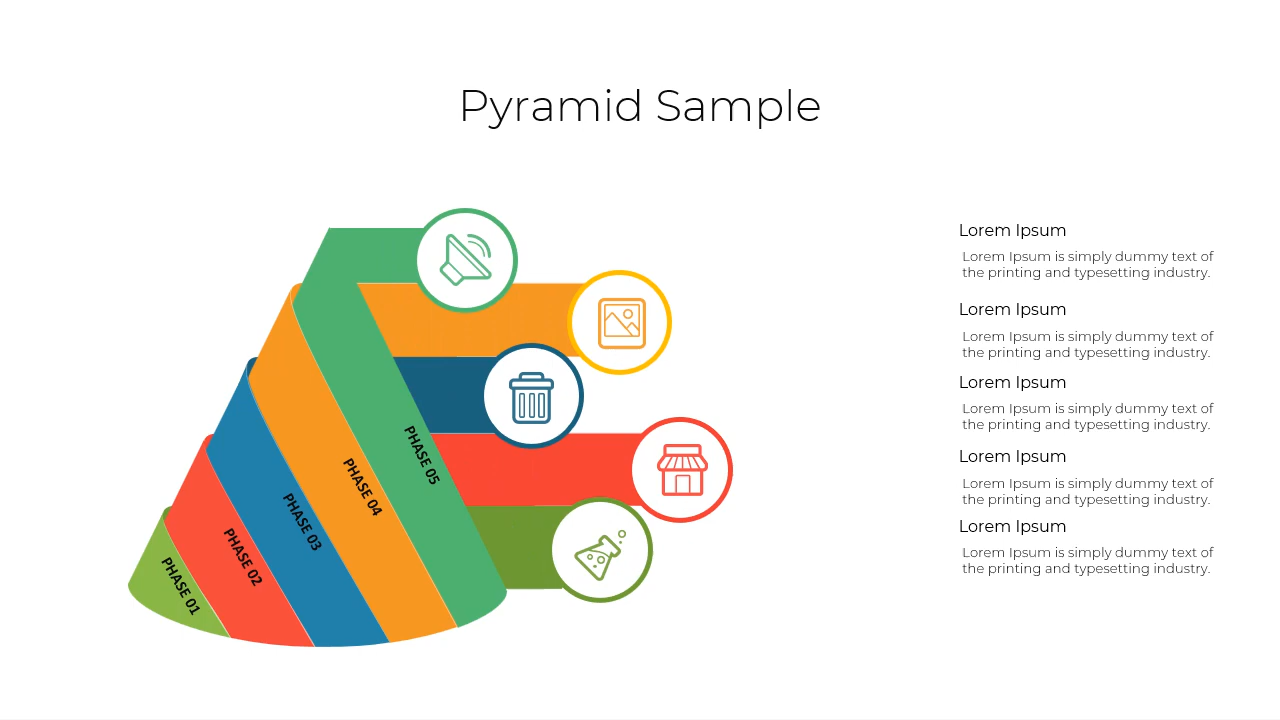 Pyramid Sample
PHASE 01
PHASE 02
PHASE 03
PHASE 04
PHASE 05
Lorem Ipsum
Lorem Ipsum is simply dummy text of
the printing and typesetting industry.
Lorem Ipsum
Lorem Ipsum is simply dummy text of
the printing and typesetting industry.
Lorem Ipsum
Lorem Ipsum is simply dummy text of
the printing and typesetting industry.
Lorem Ipsum
Lorem Ipsum is simply dummy text of
the printing and typesetting industry.
Lorem Ipsum
Lorem Ipsum is simply dummy text of
the printing and typesetting industry.